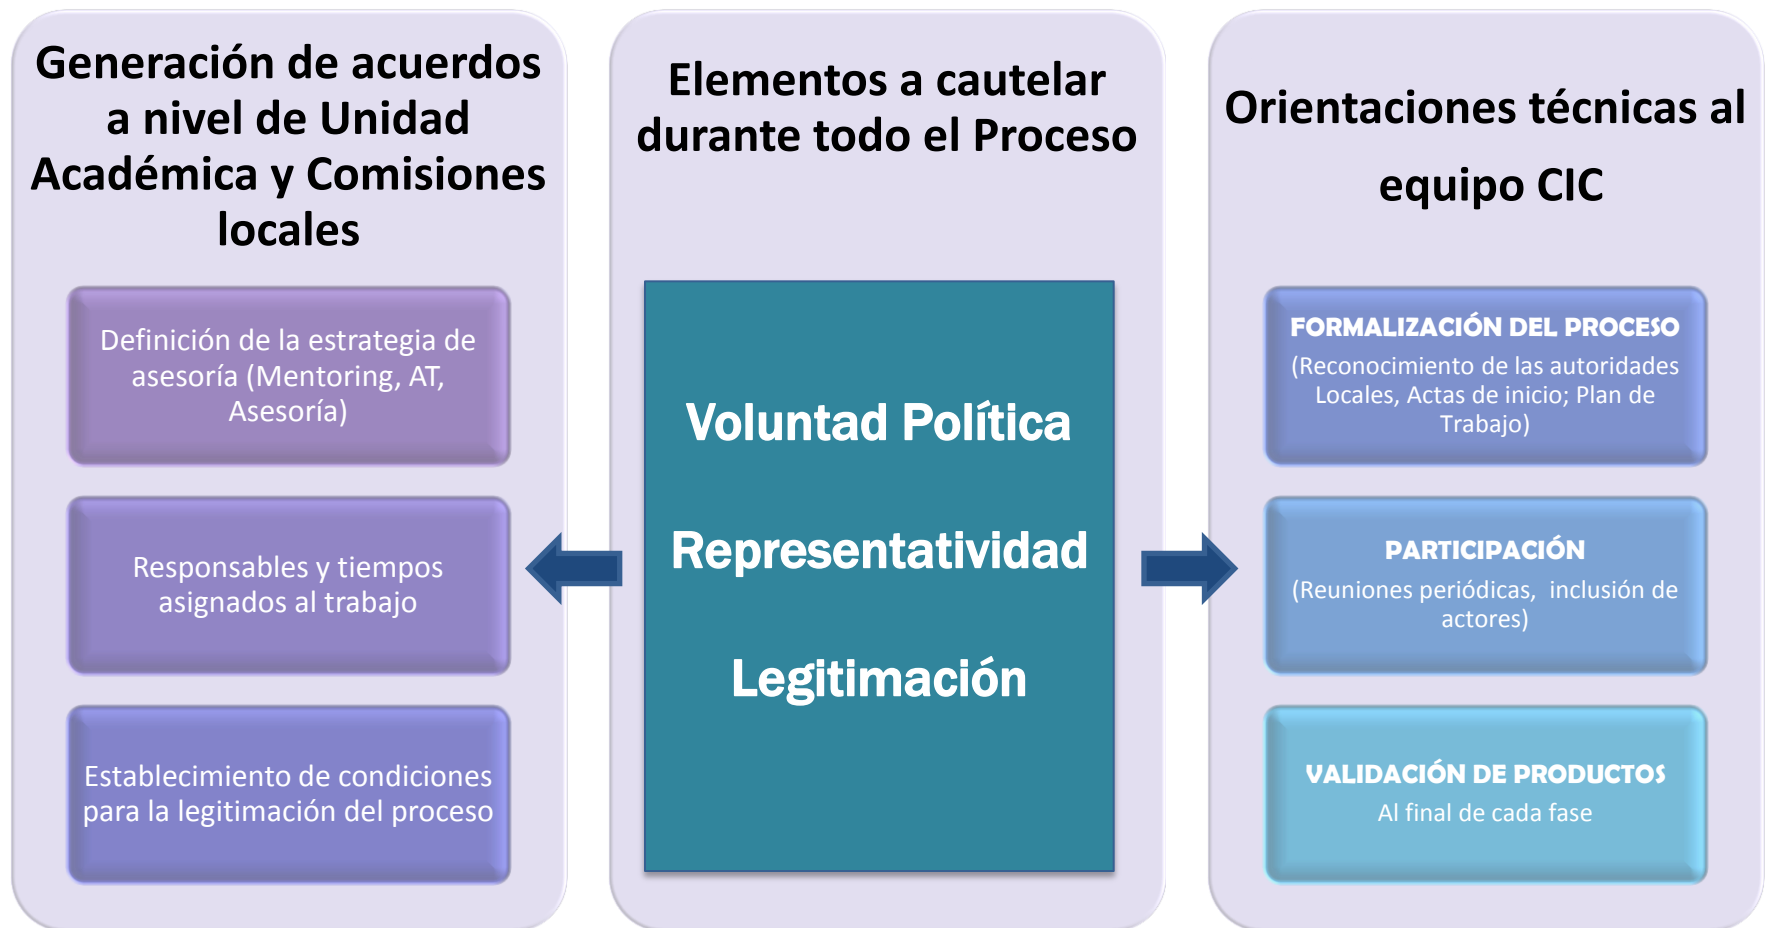 Generación de acuerdos
a nivel de Unidad
Académica y Comisiones
locales
Definición de la estrategia de
asesoría (Mentoring, AT,
Asesoría)
Responsables y tiempos
asignados al trabajo
Establecimiento de condiciones
para la legitimación del proceso
Elementos a cautelar
durante todo el Proceso
Voluntad Política
Representatividad
Legitimación
Orientaciones técnicas al
equipo CIC
FORMALIZACIÓN DEL PROCESO
(Reconocimiento de las autoridades
Locales, Actas de inicio; Plan de
Trabajo)
PARTICIPACIÓN
(Reuniones periódicas,  inclusión de
actores)
VALIDACIÓN DE PRODUCTOS
Al final de cada fase